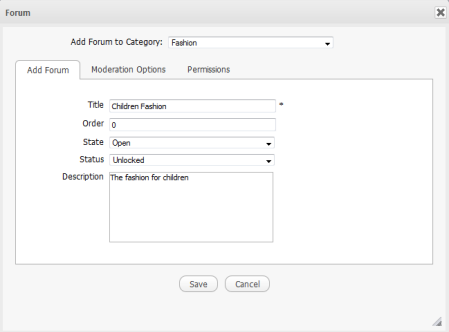 Forum
Add Forum to Category: Fashion
Add Forum Moderation Options Permissions
Title Children Fashion *
Order 0
State Open
Status Unlocked
Description The fashion for children
Save Cancel